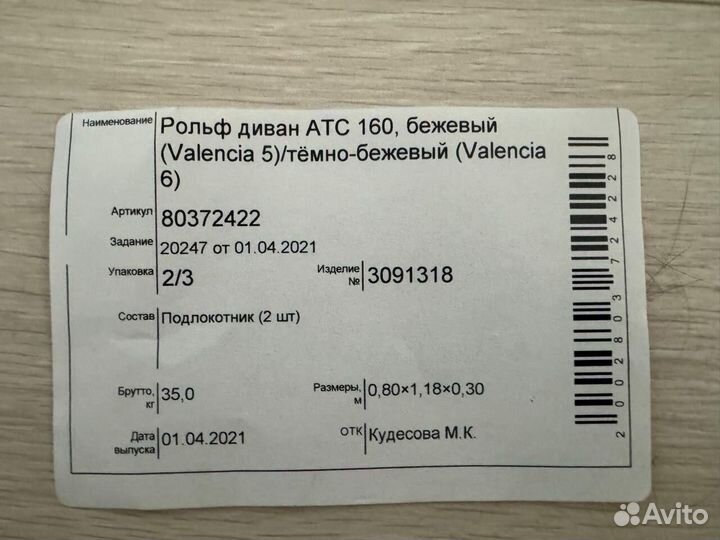 Наименование
Рольф диван АТС 160, бежевый
(Valencia 5)/тёмно-бежевый (Valencia
6)
Артикул
80372422
Задание
20247 от 01.04.2021
Упаковка
2/3
Изделие
№
3091318
Состав
Подлокотник (2 шт)
Брутто,
кг
35,0
Размеры,
м
0,80×1,18×0,30
Дата
выпуска
01.04.2021
ОТК
Кудесова М.К.
2002803724228
Avito